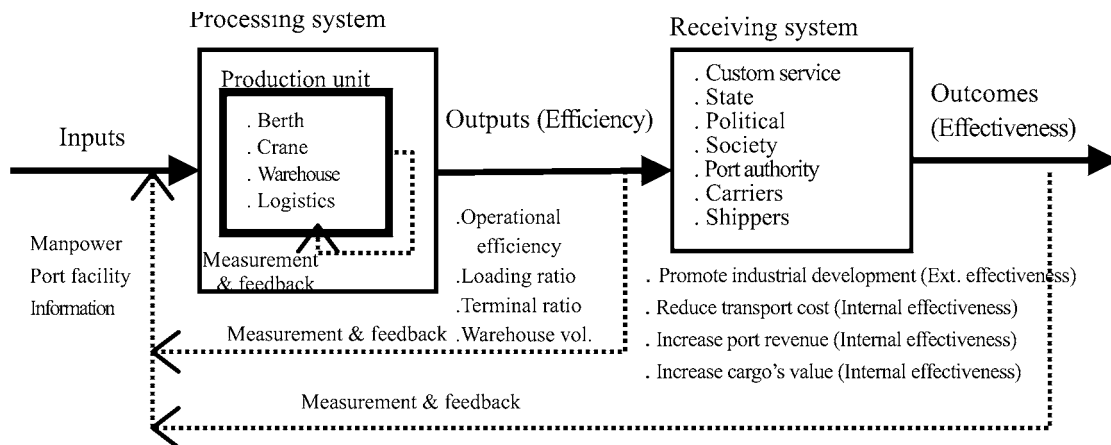 Processing system
Receiving system
Production unit
. Berth
. Crane
. Warehouse
. Logistics
Measurement
& feedback
Inputs
Manpower
Port facility
Information
Outputs (Efficiency)
.Operational
efficiency
.Loading ratio
.Terminal ratio
.Warehouse vol.
. Custom service
. State
. Political
. Society
. Port authority
. Carriers
. Shippers
Outcomes
(Effectiveness)
. Promote industrial development (Ext. effectiveness)
. Reduce transport cost (Internal effectiveness)
. Increase port revenue (Internal effectiveness)
. Increase cargo's value (Internal effectiveness)
Measurement & feedback
Measurement & feedback